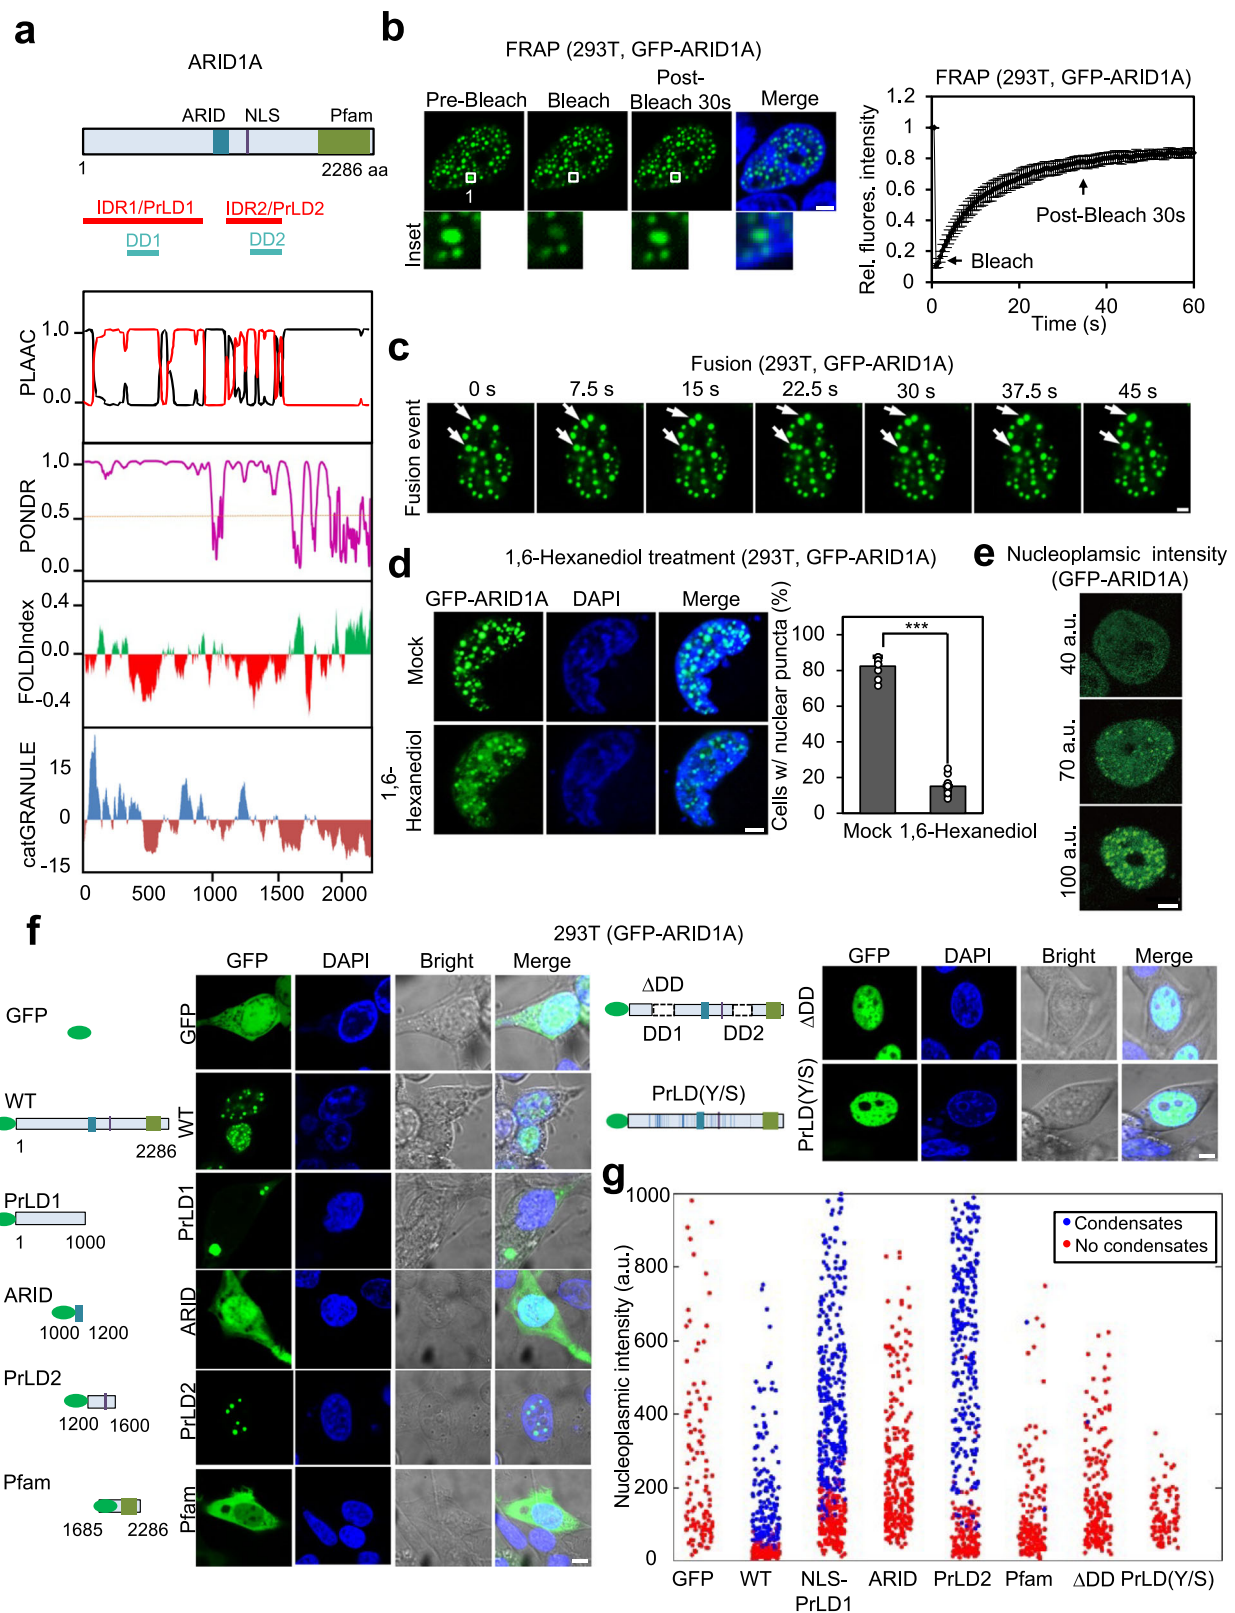 a
ARID1A
ARID NLS Pfam
1 2286 aa
IDR1/PrLD1 IDR2/PrLD2
DD1 DD2
PLAAC
1.0
0.0
PONDR
1.0
0.5
0.0
FOLDIndex
0.4
0.0
-0.4
catGRANULE
15
0
-15
0 500 1000 1500 2000
b
FRAP (293T, GFP-ARID1A)
Pre-Bleach Bleach Post-
Bleach 30s Merge
1
Inset
FRAP (293T, GFP-ARID1A)
Rel. fluores. intensity
1.2
1
0.8
0.6
0.4
0.2
0
Post-Bleach 30s
Bleach
0 20 40 60
Time (s)
c
Fusion (293T, GFP-ARID1A)
0 s 7.5 s 15 s 22.5 s 30 s 37.5 s 45 s
Fusion event
d
1,6-Hexanediol treatment (293T, GFP-ARID1A)
GFP-ARID1A DAPI Merge
Mock
1,6-
Hexanediol
Cells w/ nuclear puncta (%)
100
80
60
40
20
0
***
Mock 1,6-Hexanediol
e
Nucleoplamsic intensity
(GFP-ARID1A)
40 a.u.
70 a.u.
100 a.u.
f
293T (GFP-ARID1A)
GFP DAPI Bright Merge
GFP
GFP
WT
1 2286
WT
PrLD1
1 1000
PrLD1
ARID
1000 1200
ARID
PrLD2
1200 1600
PrLD2
Pfam
1685 2286
Pfam
GFP DAPI Bright Merge
ΔDD
DD1 DD2
ΔDD
PrLD(Y/S)
PrLD(Y/S)
g
Nucleoplasmic intensity (a.u.)
1000
800
600
400
200
0
Condensates
No condensates
GFP WT NLS-
PrLD1 ARID PrLD2 Pfam ΔDD PrLD(Y/S)